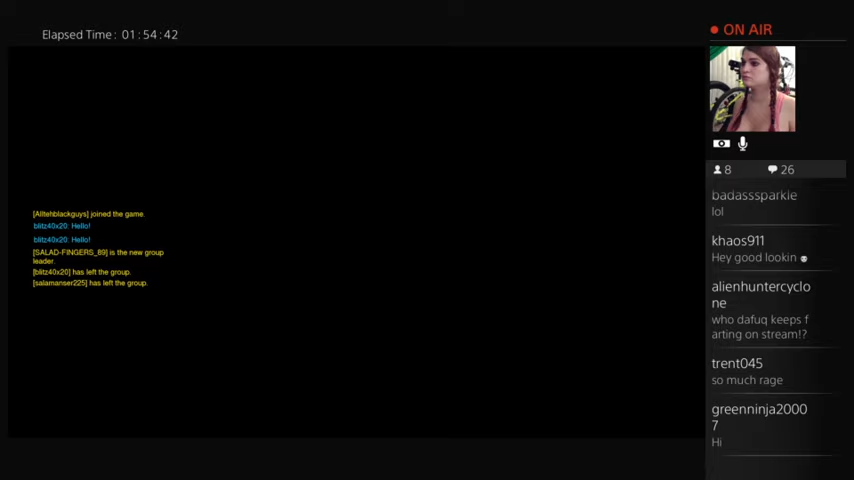 Elapsed Time: 01:54:42
ON AIR
8
26
[Alltehblackguys] joined the game.
blitz40x20: Hello!
blitz40x20: Hello!
[SALAD-FINGERS_89] is the new group
leader.
[blitz40x20] has left the group.
[salamanser225] has left the group.
badasssparkle
lol
khaos911
Hey good lookin
alienhuntercyclo
ne
who dafuq keeps f
arting on stream!?
trent045
so much rage
greenninja2000
7
Hi